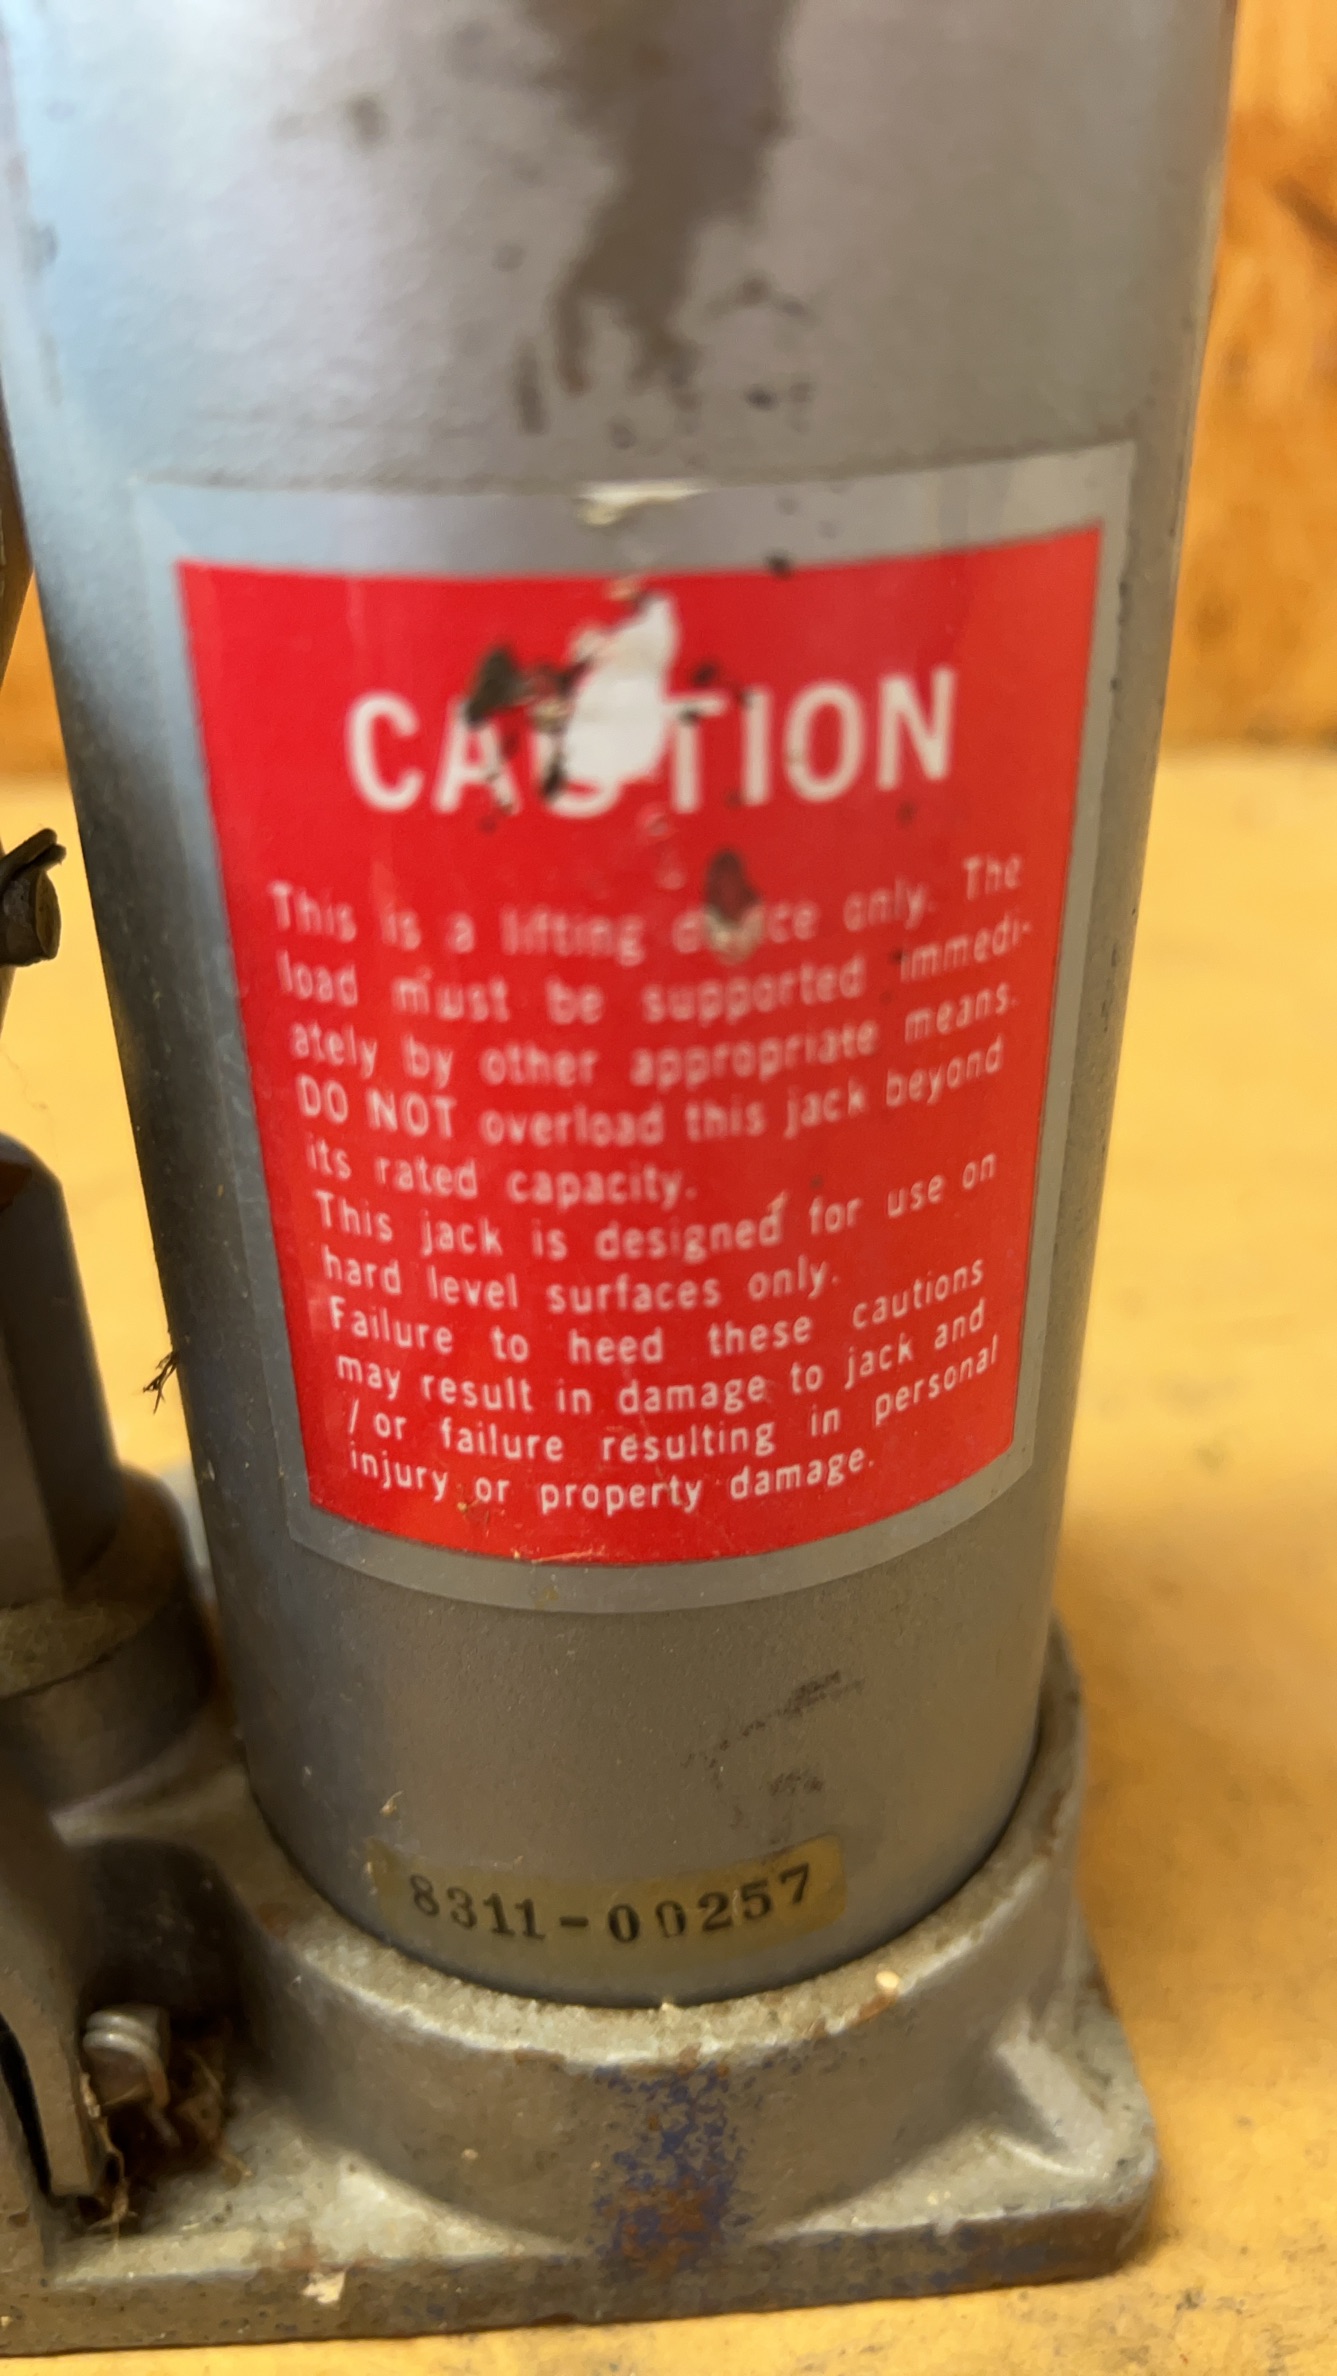 CAUTION
This is a lifting device only. The
load must be supported immedi-
ately by other appropriate means.
DO NOT overload this jack beyond
its rated capacity.
This jack is designed for use on
hard level surfaces only.
Failure to heed these cautions
may result in damage to jack and
/or failure resulting in personal
injury or property damage.
8311-00257